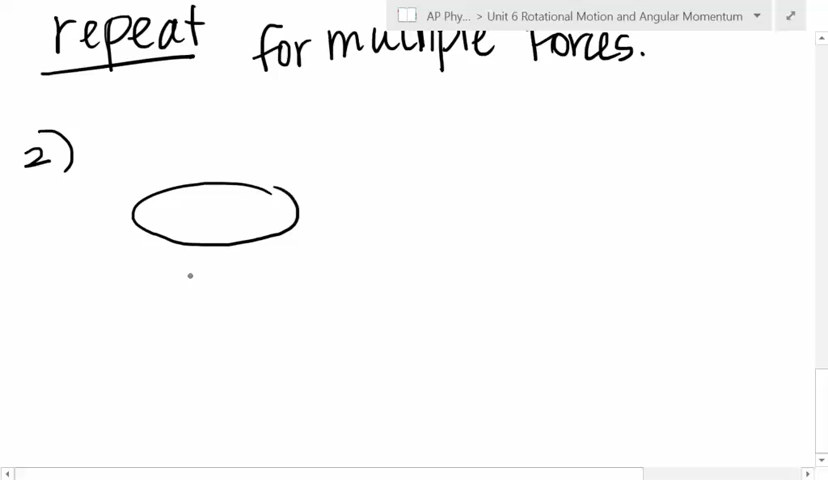 AP Phy... > Unit 6 Rotational Motion and Angular Momentum
repeat for multiple forces.
2)